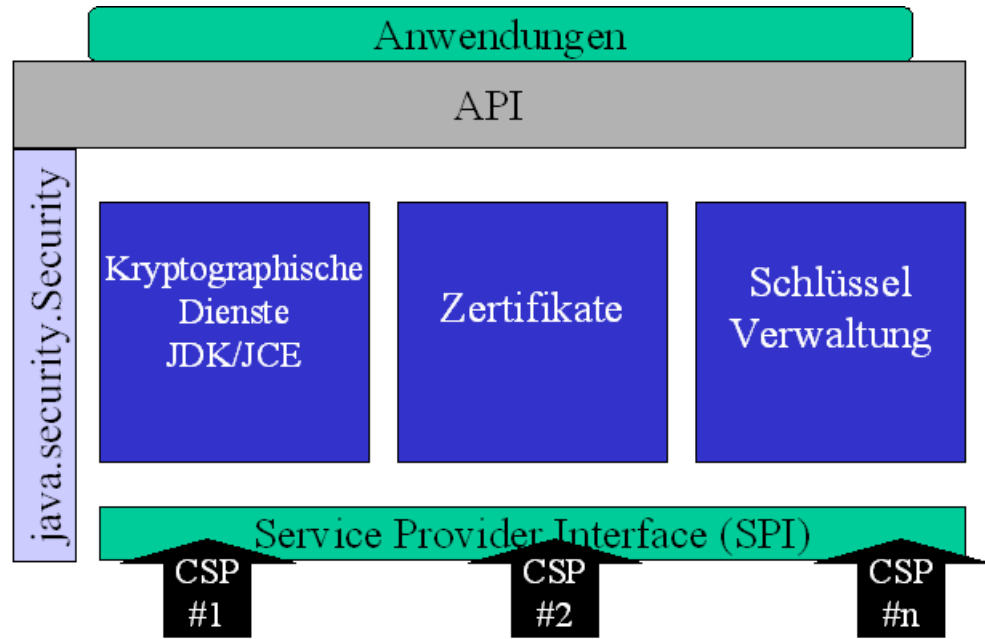 Anwendungen
API
java.security.Security
Kryptographische
Dienste
JDK/JCE
Zertifikate
Schlüssel
Verwaltung
Service Provider Interface (SPI)
CSP
#1
CSP
#2
CSP
#n